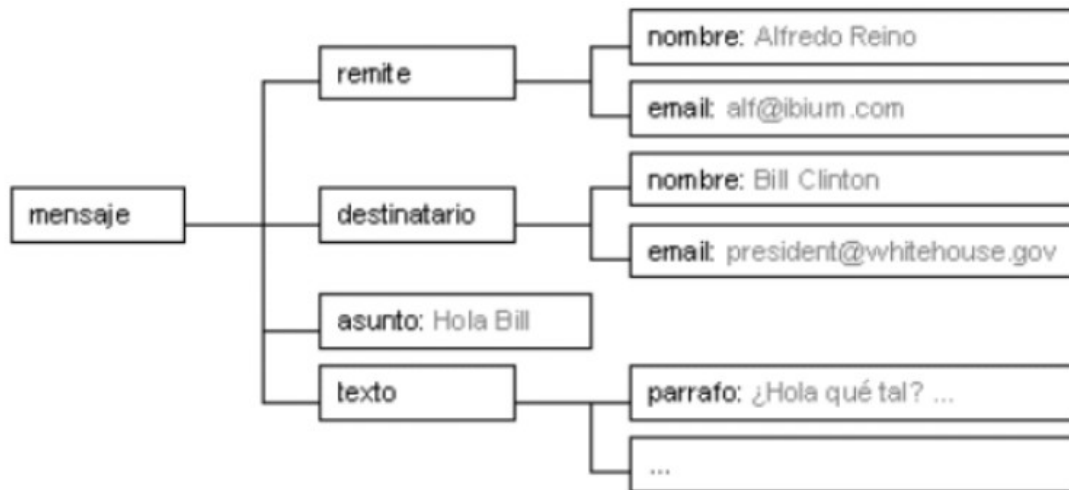 nombre: Alfredo Reino
remite
email: alf@ibium.com
nombre: Bill Clinton
mensaje
destinatario
email: president@whitehouse.gov
asunto: Hola Bill
texto
parrafo: ¿Hola qué tal? ...
...